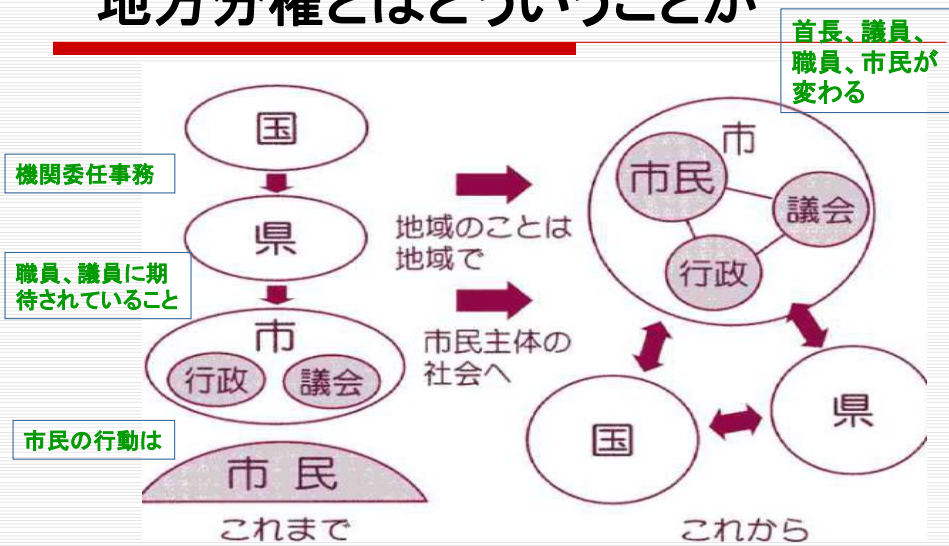 地方分権とはどういうことか
首長、議員、
職員、市民が
変わる
国
機関委任事務
県
職員、議員に期
待されていること
市
行政
議会
市民の行動は
市民
これまで
地域のことは
地域で
市民主体の
社会へ
市
市民
議会
行政
国
県
これから